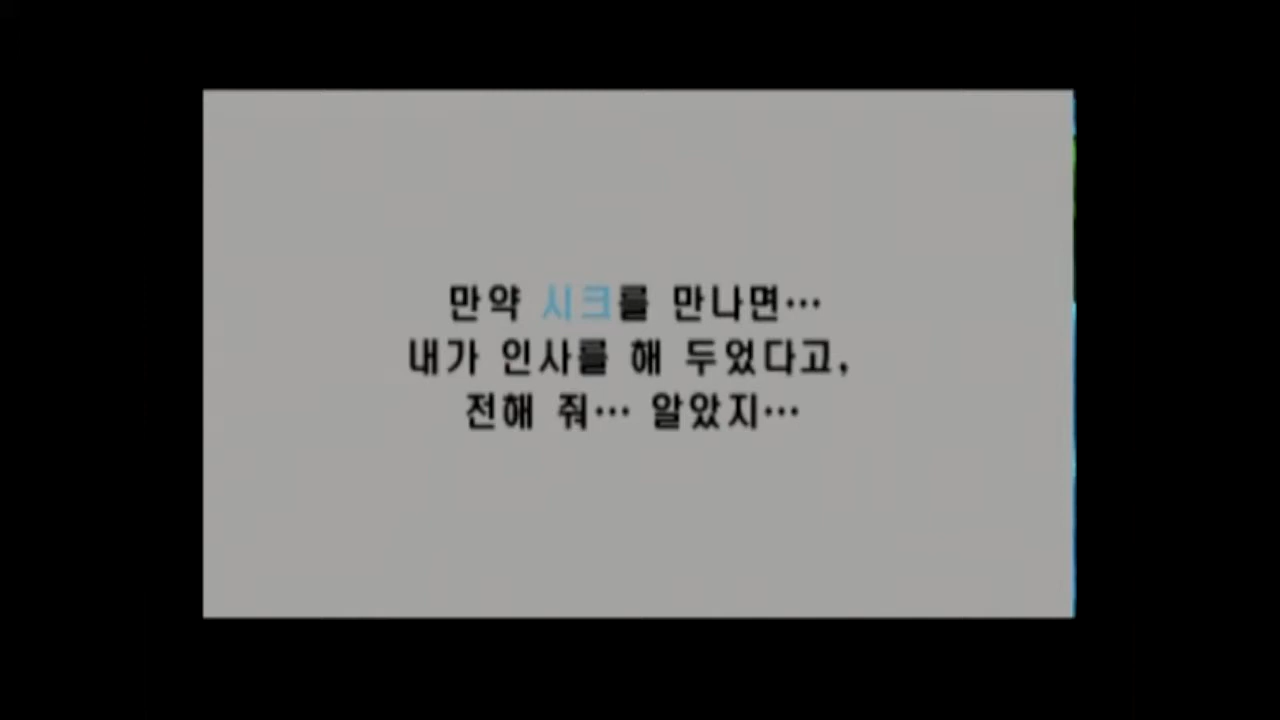 만약 시크를 만나면…
내가 인사를 해 두었다고,
전해 줘… 알았지…